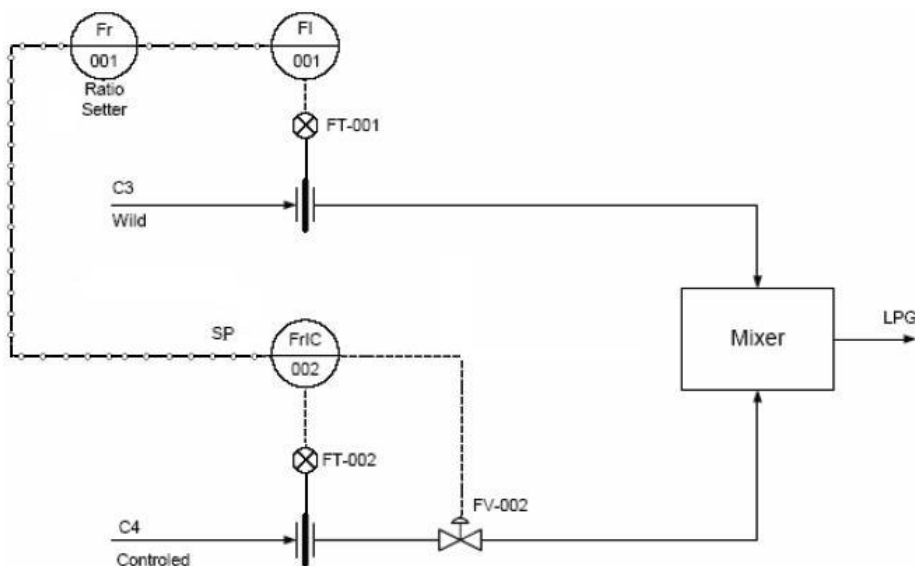 Fr
001
Ratio
Setter
FI
001
FT-001
C3
Wild
SP
FrIC
002
FT-002
FV-002
C4
Controled
Mixer
LPG